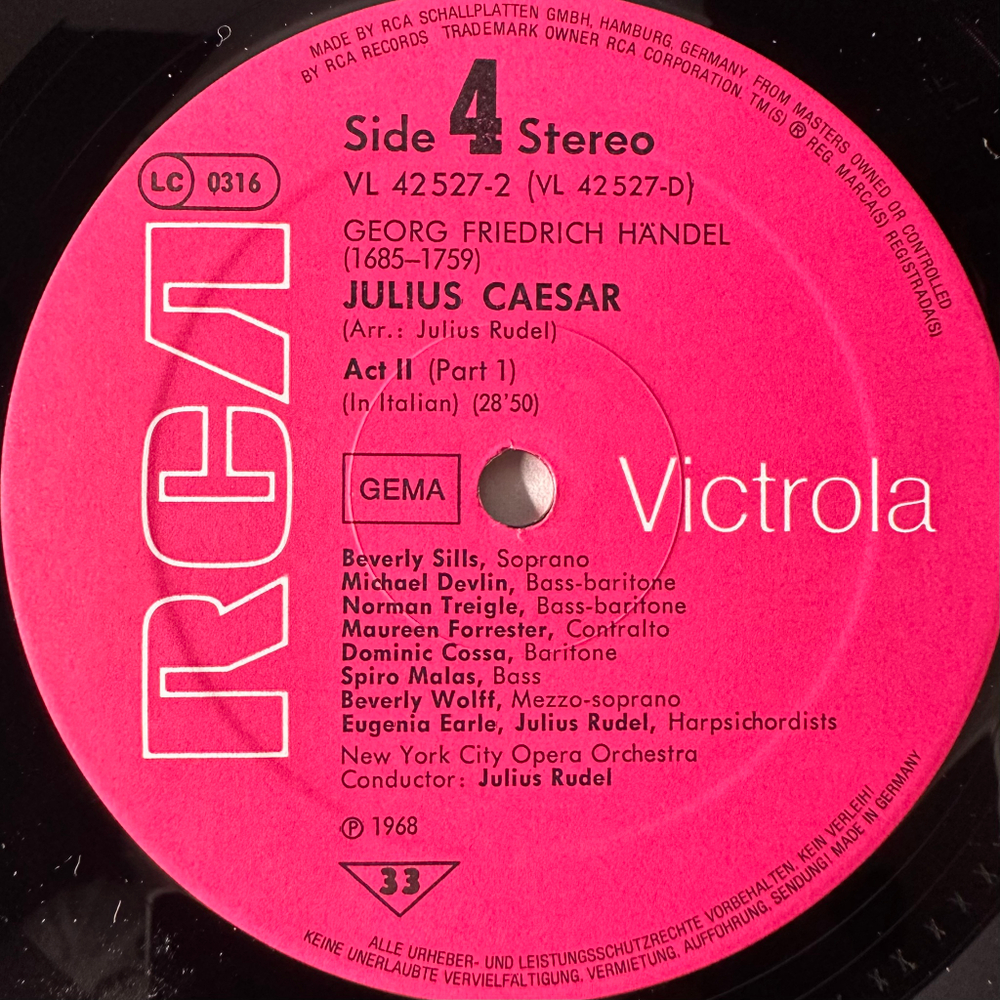 MADE BY RCA SCHALLPLATTEN GMBH, HAMBURG, GERMANY FROM MASTERS OWNED OR CONTROLLED
BY RCA RECORDS TRADEMARK OWNER RCA CORPORATION. TM(S) ® REG. MARCA(S) REGISTRADA(S)
Side 4 Stereo
LC 0316
VL 42527-2 (VL 42527-D)
GEORG FRIEDRICH HÄNDEL
(1685–1759)
JULIUS CAESAR
(Arr.: Julius Rudel)
Act II (Part 1)
(In Italian) (28'50)
RCA
GEMA
Victrola
Beverly Sills, Soprano
Michael Devlin, Bass-baritone
Norman Treigle, Bass-baritone
Maureen Forrester, Contralto
Dominic Cossa, Baritone
Spiro Malas, Bass
Beverly Wolff, Mezzo-soprano
Eugenia Earle, Julius Rudel, Harpsichordists
New York City Opera Orchestra
Conductor: Julius Rudel
℗ 1968
33
ALLE URHEBER- UND LEISTUNGSSCHUTZRECHTE VORBEHALTEN, KEIN VERLEIH!
KEINE UNERLAUBTE VERVIELFÄLTIGUNG, VERMIETUNG, AUFFÜHRUNG, SENDUNG! MADE IN GERMANY